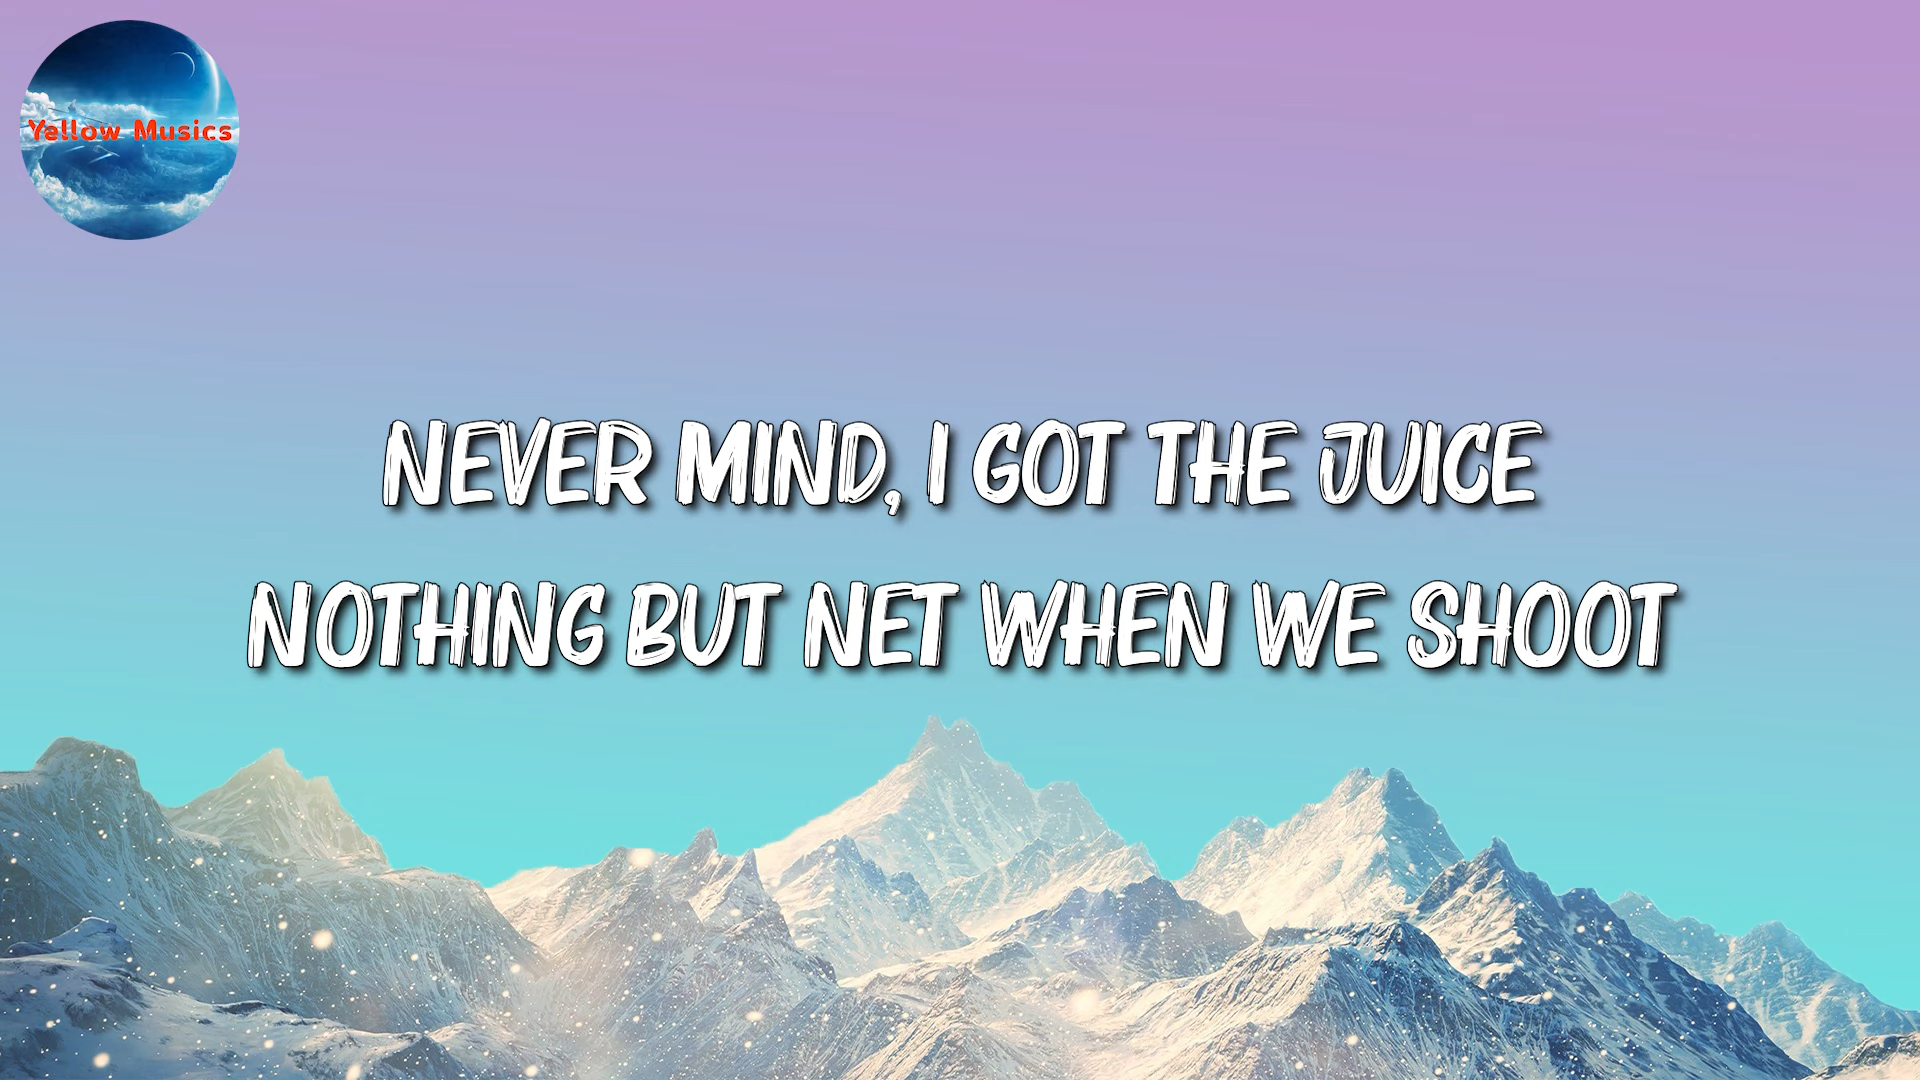 Yellow Musics
NEVER MIND, I GOT THE JUICE
NOTHING BUT NET WHEN WE SHOOT